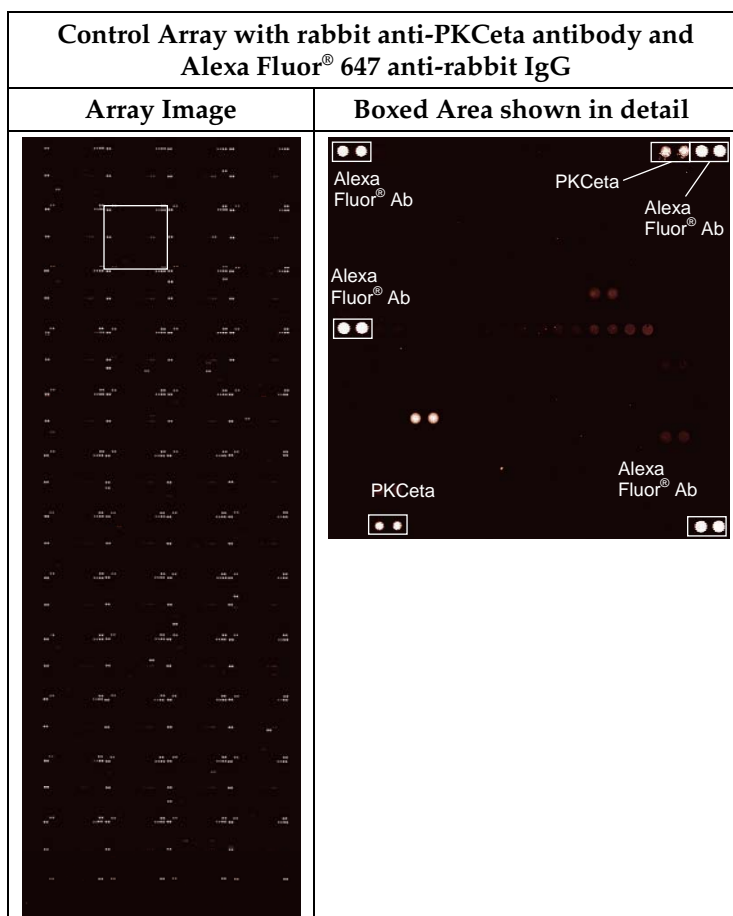 Control Array with rabbit anti-PKCeta antibody and
Alexa Fluor® 647 anti-rabbit IgG
Array Image
Boxed Area shown in detail
Alexa
Fluor® Ab
PKCeta
Alexa
Fluor® Ab
Alexa
Fluor® Ab
PKCeta
Alexa
Fluor® Ab